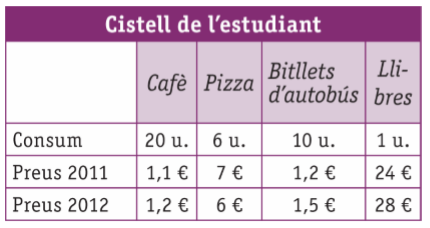 Cistell de l’estudiant
Cafè Pizza Bitllets d’autobús Lli-bres
Consum 20 u. 6 u. 10 u. 1 u.
Preus 2011 1,1 € 7 € 1,2 € 24 €
Preus 2012 1,2 € 6 € 1,5 € 28 €